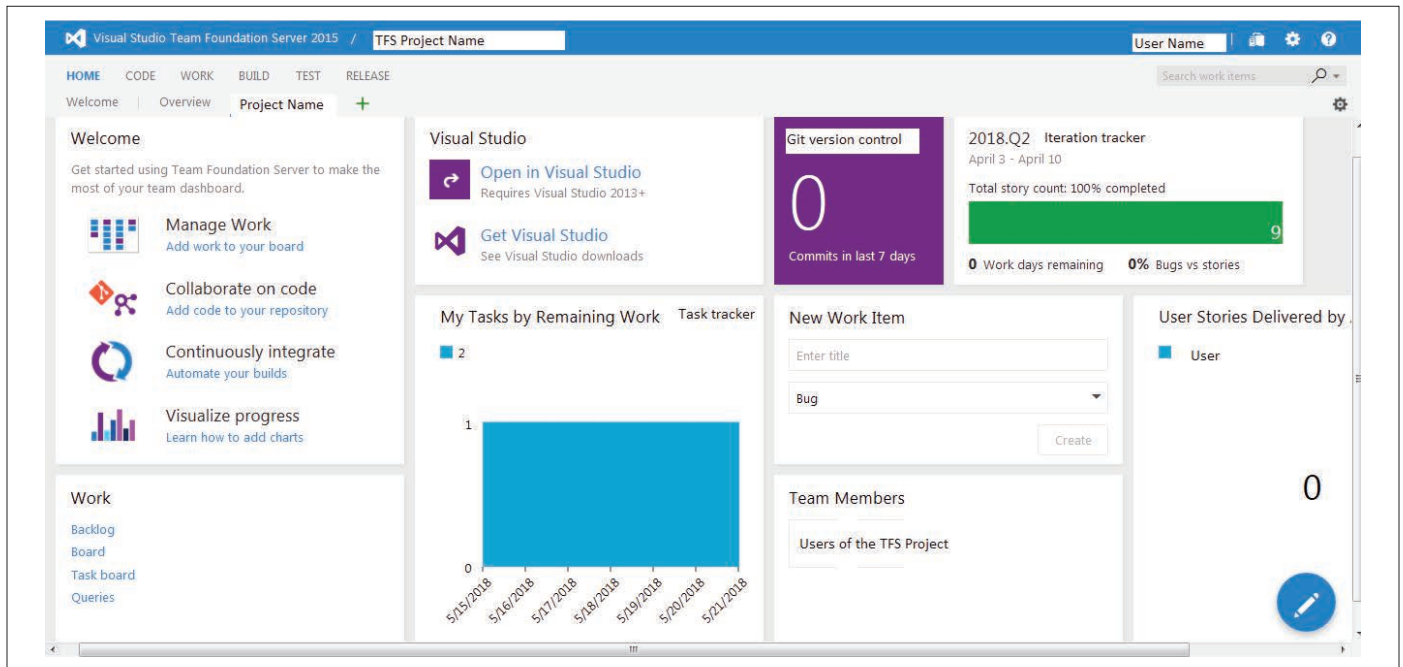 Visual Studio Team Foundation Server 2015 / TFS Project Name
User Name
HOME CODE WORK BUILD TEST RELEASE
Search work items
Welcome Overview Project Name +
Welcome
Get started using Team Foundation Server to make the
most of your team dashboard.
Manage Work
Add work to your board
Collaborate on code
Add code to your repository
Continuously integrate
Automate your builds
Visualize progress
Learn how to add charts
Work
Backlog
Board
Task board
Queries
Visual Studio
Open in Visual Studio
Requires Visual Studio 2013+
Get Visual Studio
See Visual Studio downloads
Git version control
0
Commits in last 7 days
2018.Q2 Iteration tracker
April 3 - April 10
Total story count: 100% completed
9
0 Work days remaining 0% Bugs vs stories
My Tasks by Remaining Work Task tracker
2
1
0
5/15/2018 5/16/2018 5/17/2018 5/18/2018 5/19/2018 5/20/2018 5/21/2018
New Work Item
Enter title
Bug
Create
Team Members
Users of the TFS Project
User Stories Delivered by
User
0